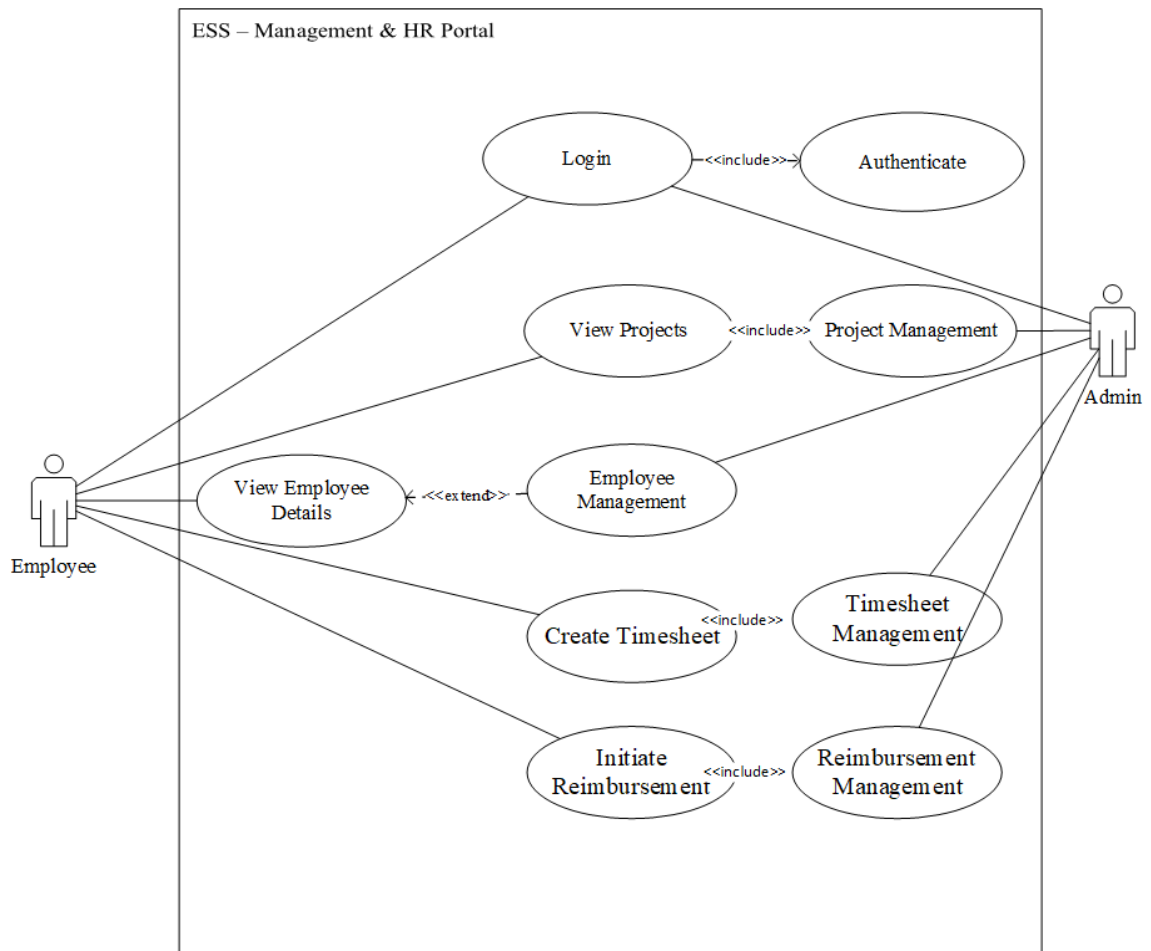 ESS – Management & HR Portal
Login
<<include>>
Authenticate
View Projects
<<include>>
Project Management
Admin
View Employee
Details
<<extend>>
Employee
Management
Employee
Create Timesheet
<<include>>
Timesheet
Management
Initiate
Reimbursement
<<include>>
Reimbursement
Management